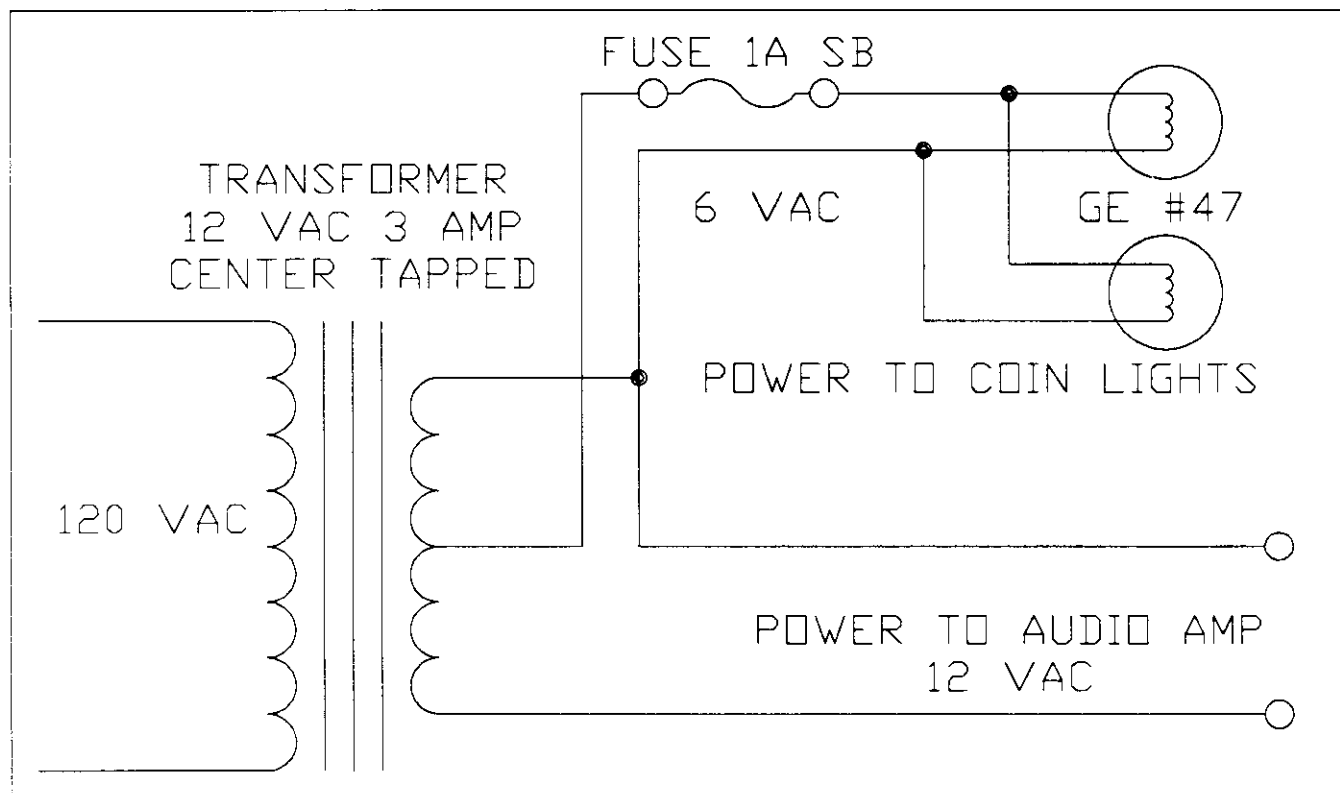 FUSE 1A SB
TRANSFORMER
12 VAC 3 AMP
CENTER TAPPED
6 VAC
GE #47
POWER TO COIN LIGHTS
120 VAC
POWER TO AUDIO AMP
12 VAC